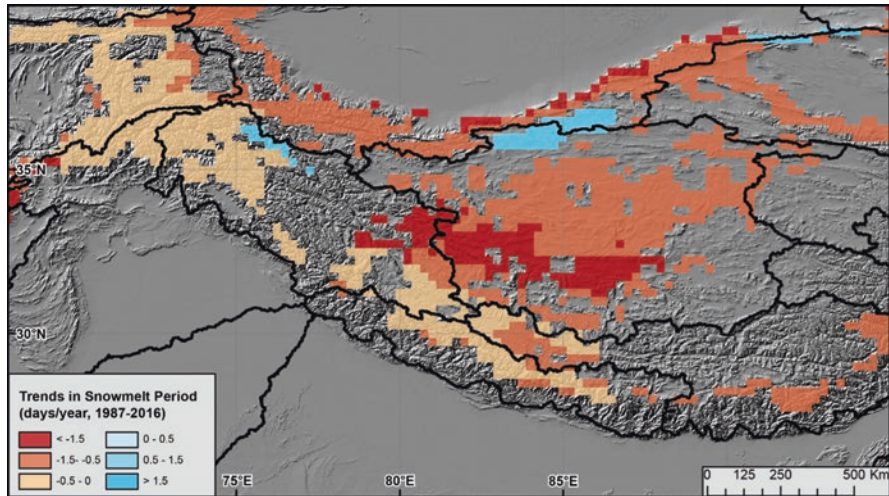 35°N
30°N
75°E
80°E
85°E
Trends in Snowmelt Period
(days/year, 1987-2016)
< -1.5
0 - 0.5
-1.5- -0.5
0.5 - 1.5
-0.5 - 0
> 1.5
0 125 250 500 Km